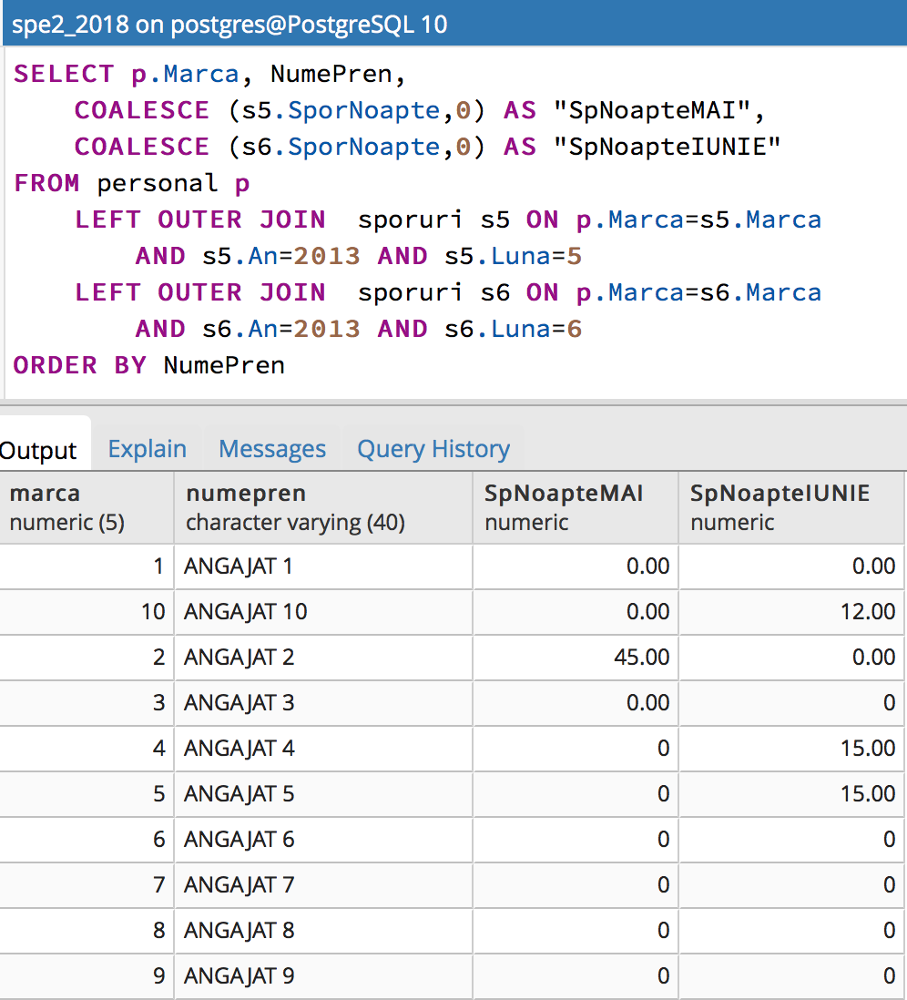 spe2_2018 on postgres@PostgreSQL 10
SELECT p.Marca, NumePren,
COALESCE (s5.SporNoapte,0) AS "SpNoapteMAI",
COALESCE (s6.SporNoapte,0) AS "SpNoapteIUNIE"
FROM personal p
LEFT OUTER JOIN  sporuri s5 ON p.Marca=s5.Marca
AND s5.An=2013 AND s5.Luna=5
LEFT OUTER JOIN  sporuri s6 ON p.Marca=s6.Marca
AND s6.An=2013 AND s6.Luna=6
ORDER BY NumePren
Output Explain Messages Query History
marca numepren SpNoapteMAI SpNoapteIUNIE
numeric (5) character varying (40) numeric numeric
1 ANGAJAT 1 0.00 0.00
10 ANGAJAT 10 0.00 12.00
2 ANGAJAT 2 45.00 0.00
3 ANGAJAT 3 0.00 0
4 ANGAJAT 4 0 15.00
5 ANGAJAT 5 0 15.00
6 ANGAJAT 6 0 0
7 ANGAJAT 7 0 0
8 ANGAJAT 8 0 0
9 ANGAJAT 9 0 0